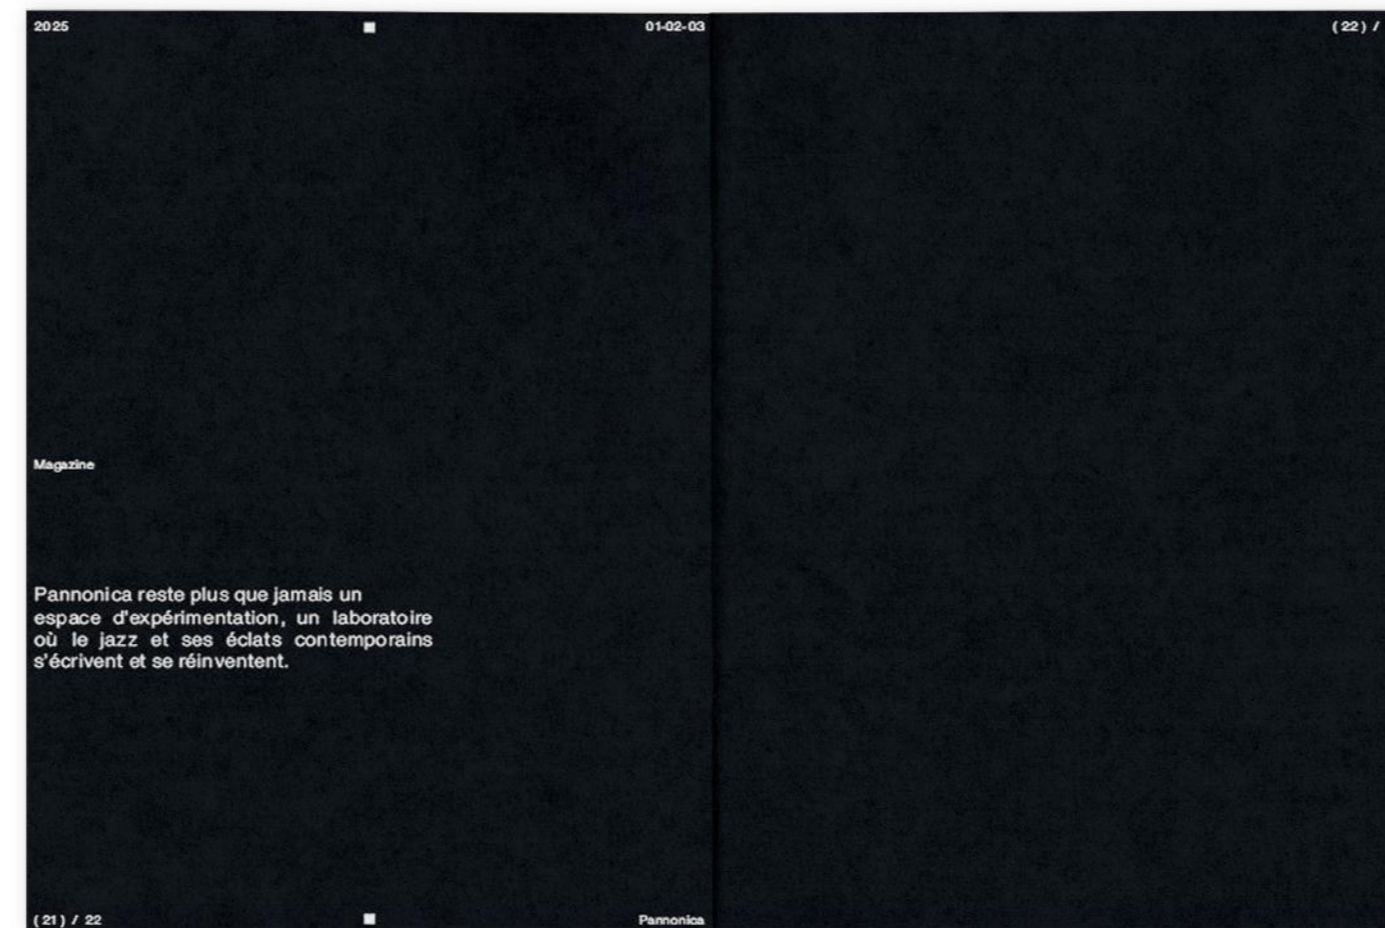 2025
01-02-03
(22) /
Magazine
Pannonica reste plus que jamais un
espace d'expérimentation, un laboratoire
où le jazz et ses éclats contemporains
s'écrivent et se réinventent.
(21) / 22
Pannonica